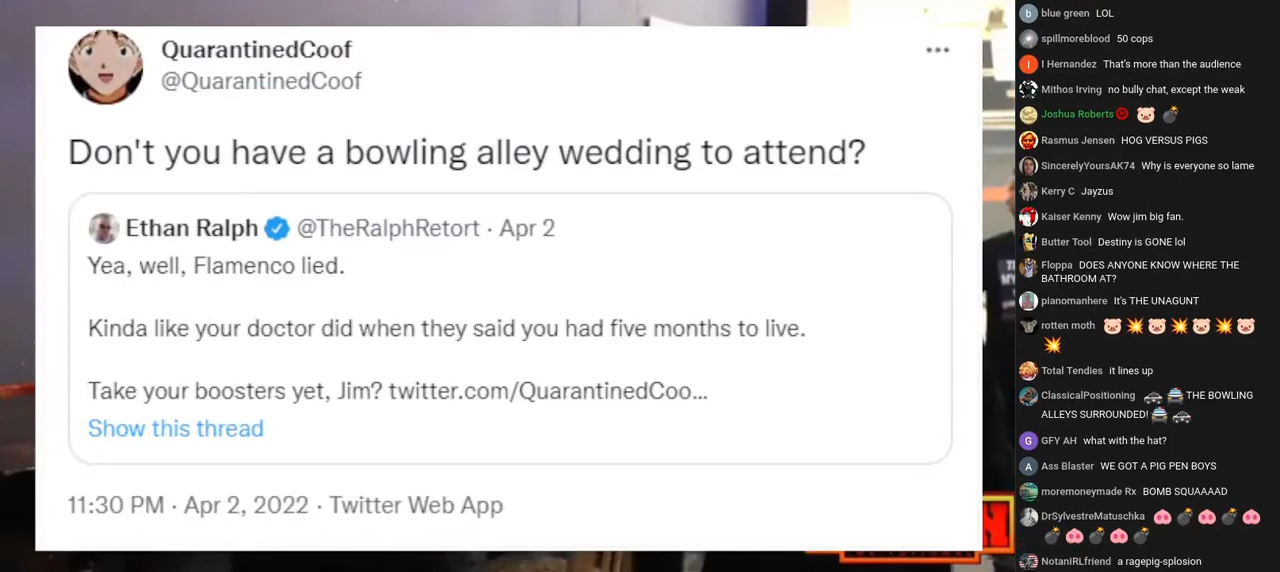 QuarantinedCoof
@QuarantinedCoof
Don't you have a bowling alley wedding to attend?
Ethan Ralph @TheRalphRetort · Apr 2
Yea, well, Flamenco lied.
Kinda like your doctor did when they said you had five months to live.
Take your boosters yet, Jim? twitter.com/QuarantinedCoo...
Show this thread
11:30 PM · Apr 2, 2022 · Twitter Web App
blue green LOL
spillmoreblood 50 cops
I Hernandez That's more than the audience
Mithos Irving no bully chat, except the weak
Joshua Roberts 🐷 💣
Rasmus Jensen HOG VERSUS PIGS
SincerelyYoursAK74 Why is everyone so lame
Kerry C Jayzus
Kaiser Kenny Wow jim big fan.
Butter Tool Destiny is GONE lol
Floppa DOES ANYONE KNOW WHERE THE
BATHROOM AT?
pianomanhere It's THE UNAGUNT
rotten moth 🐷 💥 🐷 💥 🐷 💥 🐷
💥
Total Tendies it lines up
ClassicalPositioning 🚓 🚔 THE BOWLING
ALLEYS SURROUNDED! 🚔 🚓
GFY AH what with the hat?
Ass Blaster WE GOT A PIG PEN BOYS
moremoneymade Rx BOMB SQUAAAAD
DrSylvestreMatuschka 🐽 💣 🐽 💣 🐽
💣 🐽 💣 🐽 💣
NotanIRLfriend a ragepig-splosion